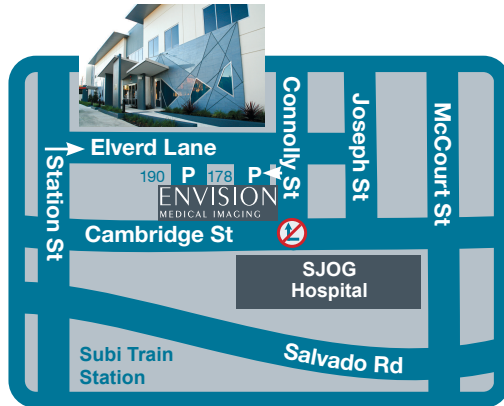 Elverd Lane
190 P 178 P
ENVISION
MEDICAL IMAGING
Cambridge St
Station St
Connolly St
Joseph St
McCourt St
SJOG
Hospital
Salvado Rd
Subi Train
Station